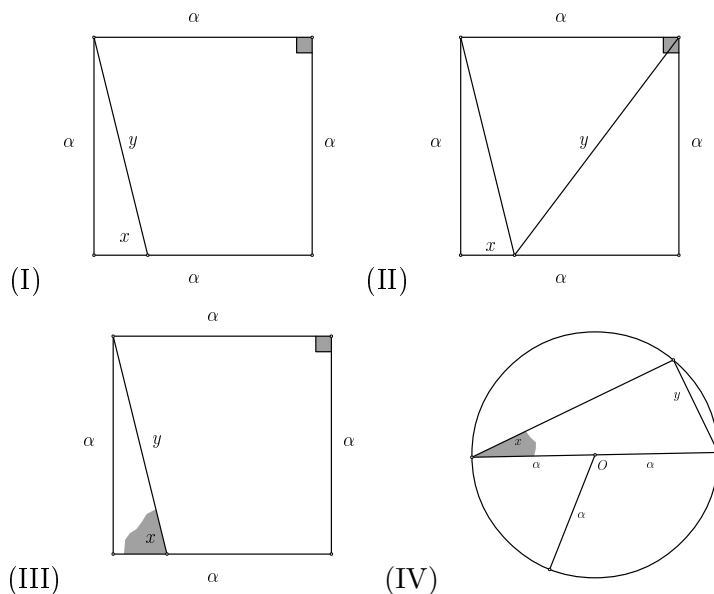 α α
α y α α y α
x x
(I) α (II) α
α
α y α x y
α O α
x α
(III) α (IV)